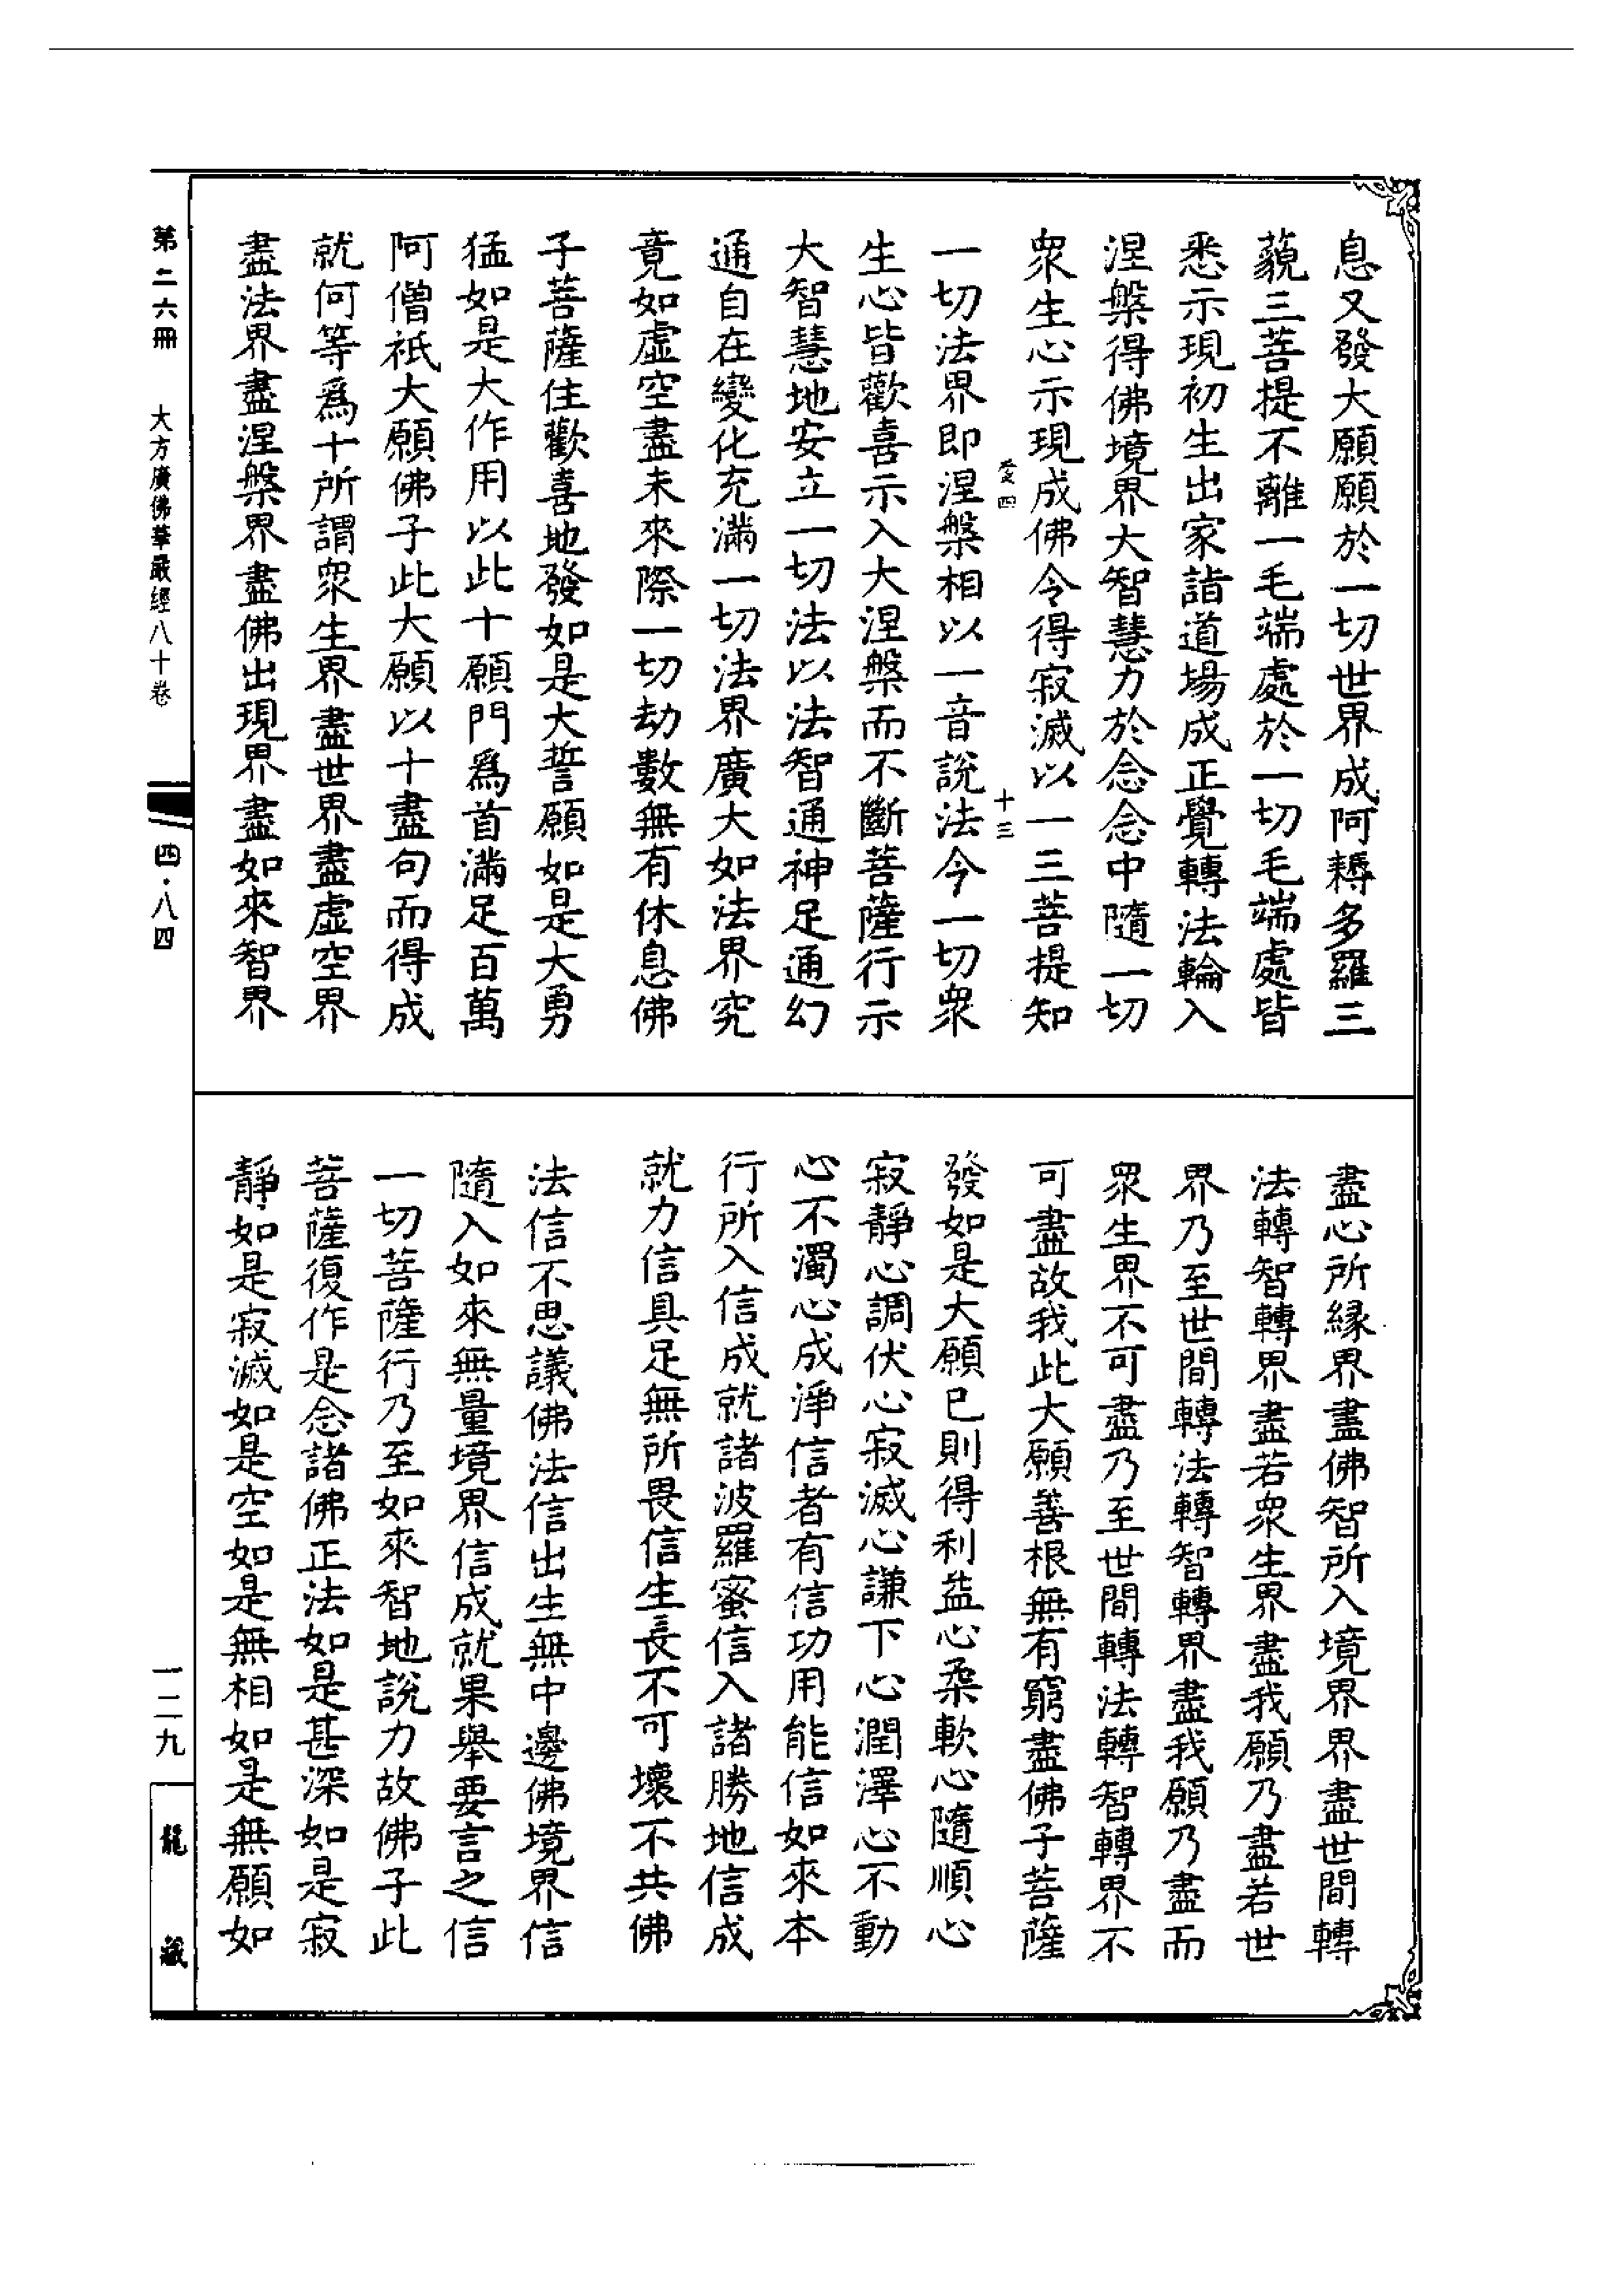 息又發大願願於一切世界成阿耨多羅三
藐三菩提不離一毛端處於一切毛端處皆
悉示現初生出家詣道場成正覺轉法輪入
涅槃得佛境界大智慧力於念念中隨一切
眾生心示現成佛令得寂滅以一三菩提知
十三
一切法界即涅槃相以一音說法令一切眾
生心皆歡喜示入大涅槃而不斷菩薩行示
大智慧地安立一切法以法智通神足通幻
通自在變化充滿一切法界廣大如法界究
竟如虛空盡未來際一切劫數無有休息佛
子菩薩住歡喜地發如是大誓願如是大勇
猛如是大作用以此十願門為首滿足百萬
阿僧祇大願佛子此大願以十盡句而得成
就何等為十所謂眾生界盡世界盡虛空界
盡法界盡涅槃界盡佛出現界盡如來智界
盡心所緣界盡佛智所入境界界盡世間轉
法轉智轉界盡若眾生界盡我願乃盡若世
界乃至世間轉法轉智轉界盡我願乃盡而
眾生界不可盡乃至世間轉法轉智轉界不
可盡故我此大願善根無有窮盡佛子菩薩
發如是大願已則得利益心柔軟心隨順心
寂靜心調伏心寂滅心謙下心潤澤心不動
心不濁心成淨信者有信功用能信如來本
行所入信成就諸波羅蜜信入諸勝地信成
就力信具足無所畏信生長不可壞不共佛
法信不思議佛法信出生無中邊佛境界信
隨入如來無量境界信成就果舉要言之信
一切菩薩行乃至如來智地說力故佛子此
菩薩復作是念諸佛正法如是甚深如是寂
靜如是寂滅如是空如是無相如是無願如
第二六冊 大方廣佛華嚴經八十卷 四·八四
一二九
龍藏